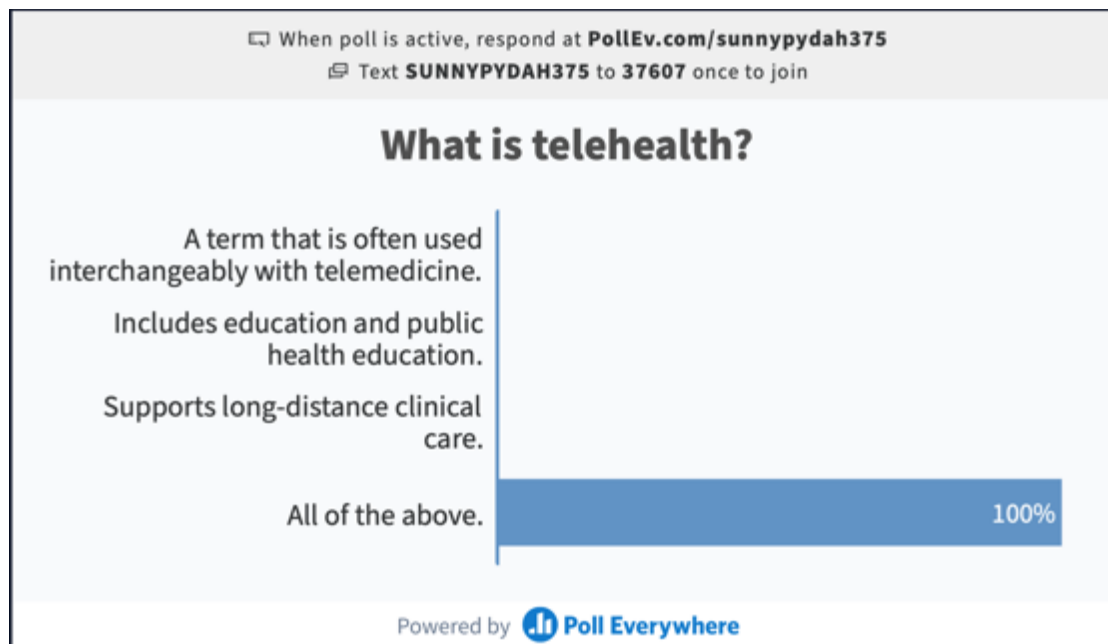 When poll is active, respond at PollEv.com/sunnypydah375
Text SUNNYPYDAH375 to 37607 once to join
What is telehealth?
A term that is often used
interchangeably with telemedicine.
Includes education and public
health education.
Supports long-distance clinical
care.
All of the above.
100%
Powered by Poll Everywhere